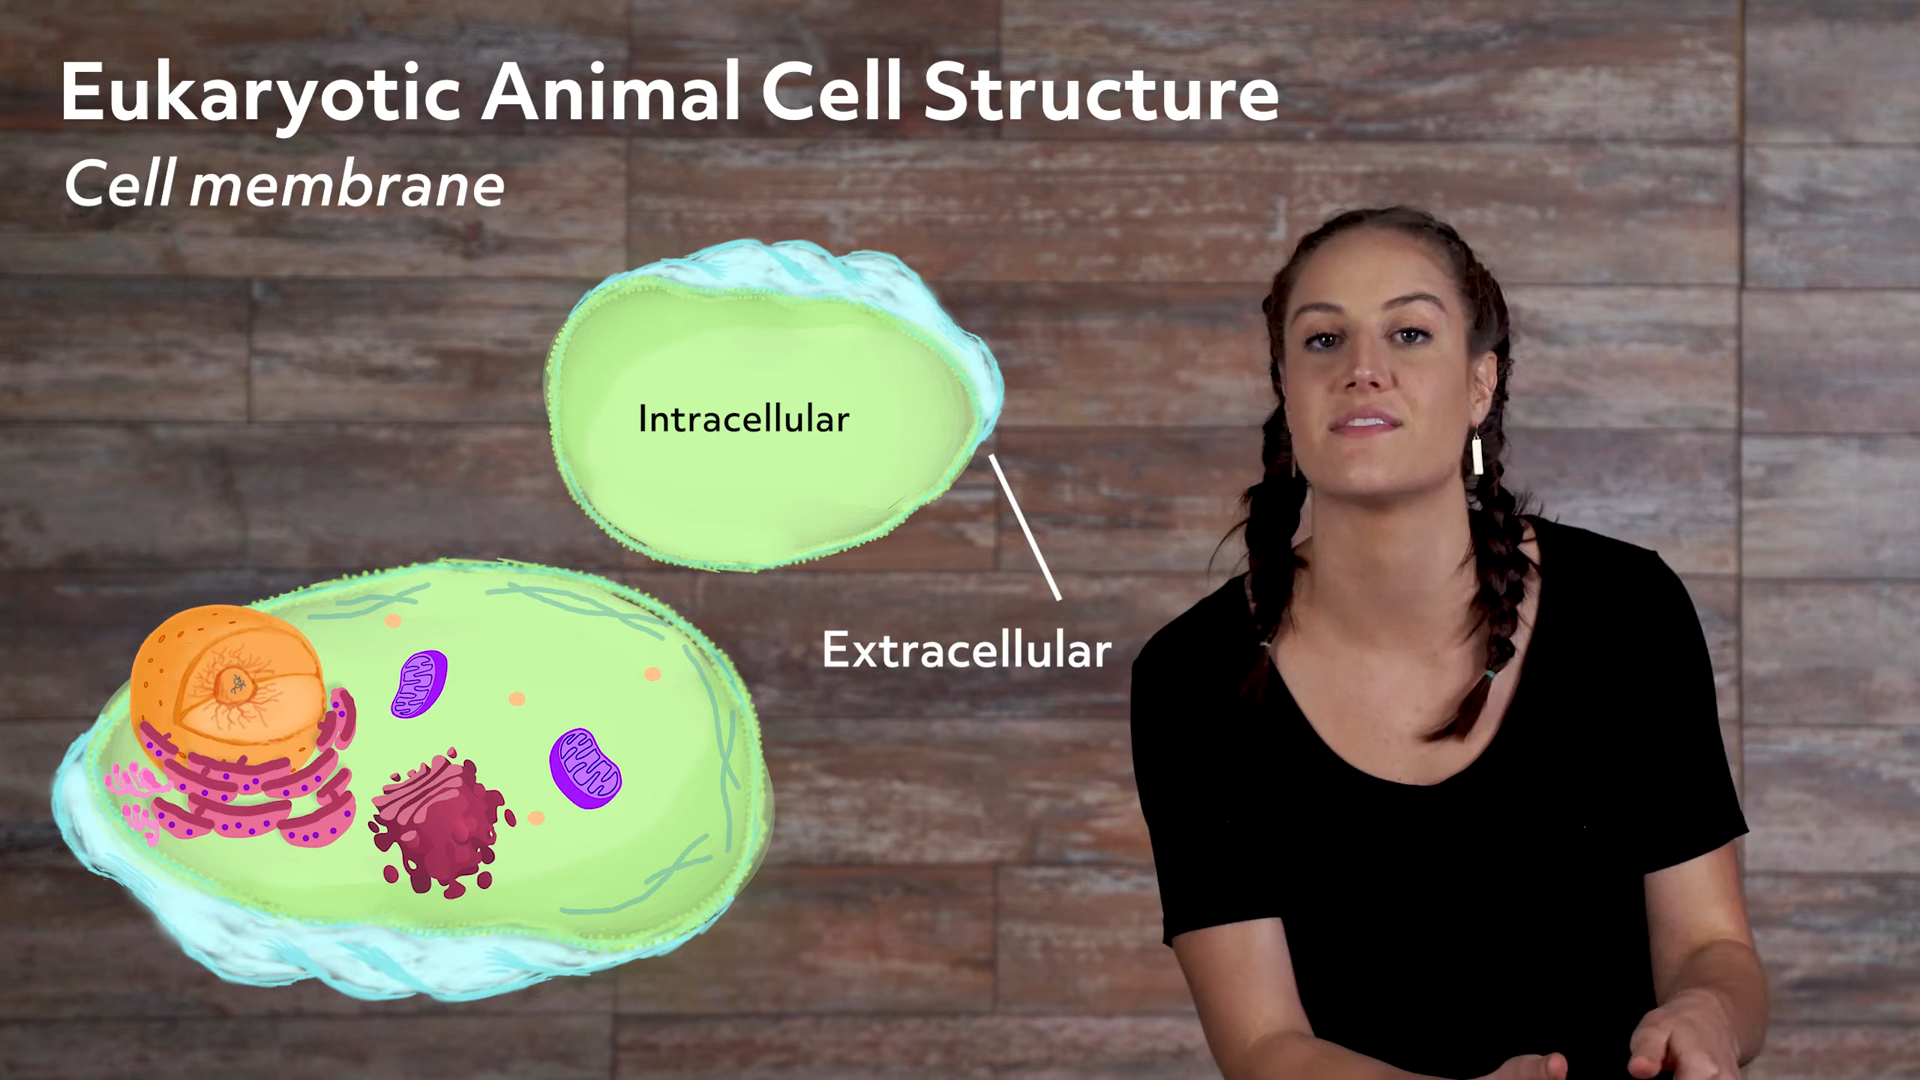 Eukaryotic Animal Cell Structure
Cell membrane
Intracellular
Extracellular